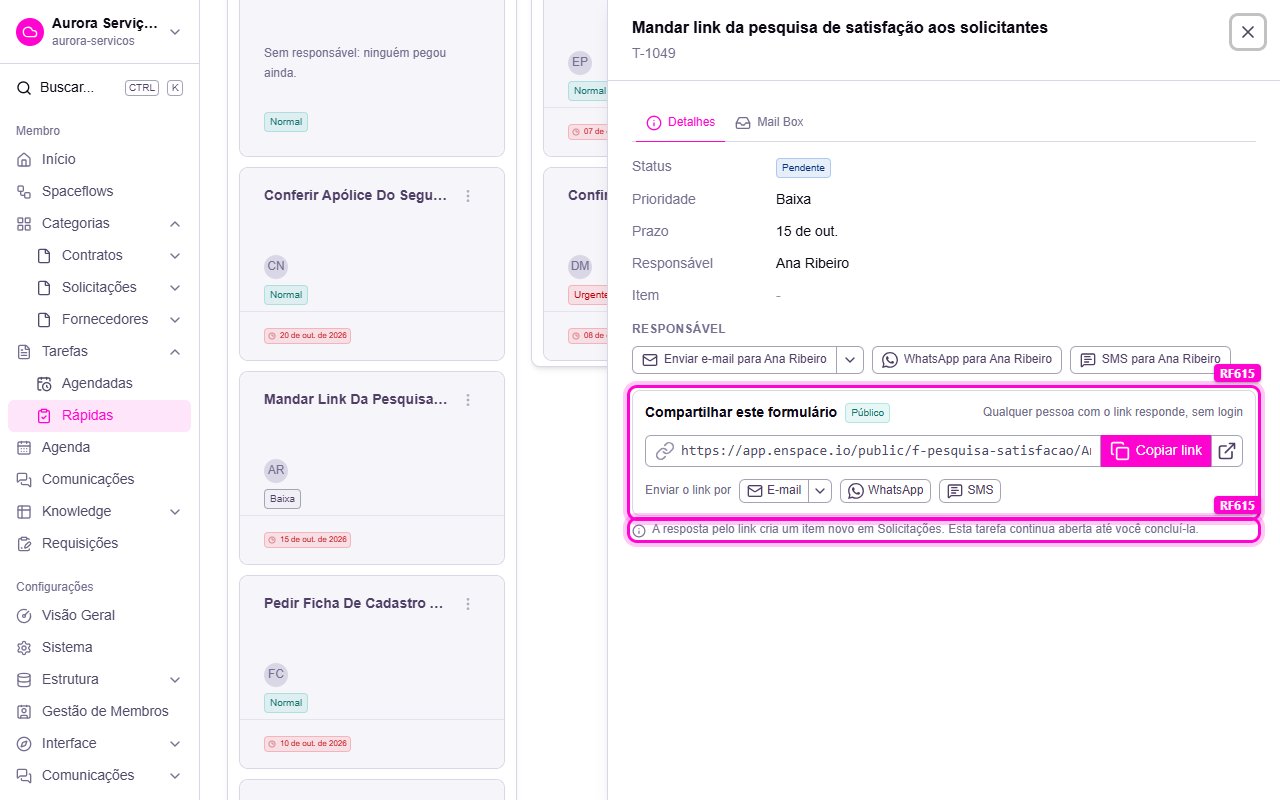 Aurora Serviç...
aurora-servicos
Buscar... CTRL K
Membro
Início
Spaceflows
Categorias
Contratos
Solicitações
Fornecedores
Tarefas
Agendadas
Rápidas
Agenda
Comunicações
Knowledge
Requisições
Configurações
Visão Geral
Sistema
Estrutura
Gestão de Membros
Interface
Comunicações
Sem responsável: ninguém pegou
ainda.
Normal
Conferir Apólice Do Segu...
CN
Normal
20 de out. de 2026
Mandar Link Da Pesquisa...
AR
Baixa
15 de out. de 2026
Pedir Ficha De Cadastro ...
FC
Normal
10 de out. de 2026
EP
Normal
07 de
Confir
DM
Urgente
08 de
Mandar link da pesquisa de satisfação aos solicitantes
T-1049
Detalhes Mail Box
Status Pendente
Prioridade Baixa
Prazo 15 de out.
Responsável Ana Ribeiro
Item -
RESPONSÁVEL
Enviar e-mail para Ana Ribeiro WhatsApp para Ana Ribeiro SMS para Ana Ribeiro
RF615
Compartilhar este formulário Público Qualquer pessoa com o link responde, sem login
https://app.enspace.io/public/f-pesquisa-satisfacao/A Copiar link
Enviar o link por E-mail WhatsApp SMS
RF615
A resposta pelo link cria um item novo em Solicitações. Esta tarefa continua aberta até você concluí-la.